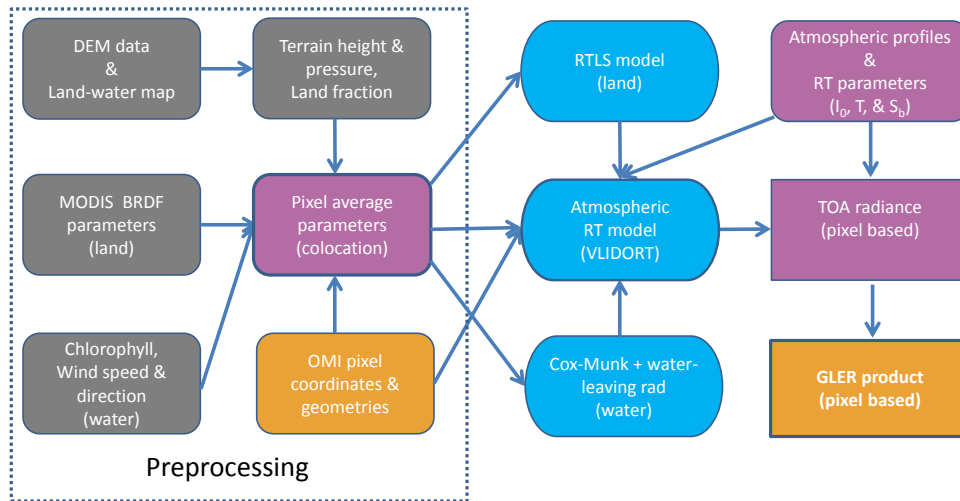 DEM data
&
Land-water map
Terrain height &
pressure,
Land fraction
RTLS model
(land)
Atmospheric profiles
&
RT parameters
(I₀, T, & S_b)
MODIS BRDF
parameters
(land)
Pixel average
parameters
(colocation)
Atmospheric
RT model
(VLIDORT)
TOA radiance
(pixel based)
Chlorophyll,
Wind speed &
direction
(water)
OMI pixel
coordinates &
geometries
Cox-Munk + water-
leaving rad
(water)
GLER product
(pixel based)
Preprocessing